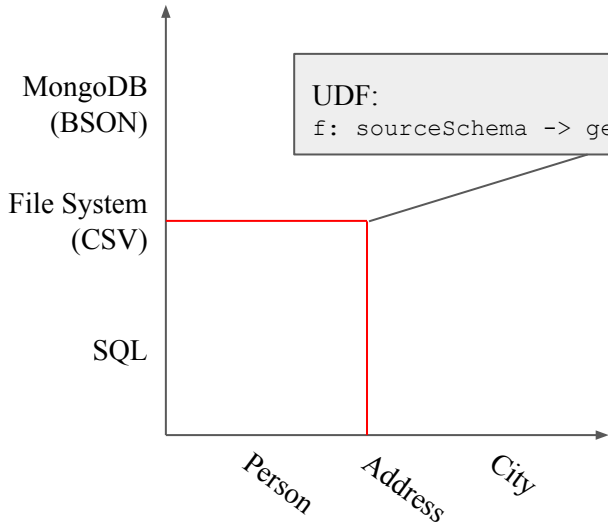 MongoDB
(BSON)
UDF:
f: sourceSchema -> ge
File System
(CSV)
SQL
Person
Address
City